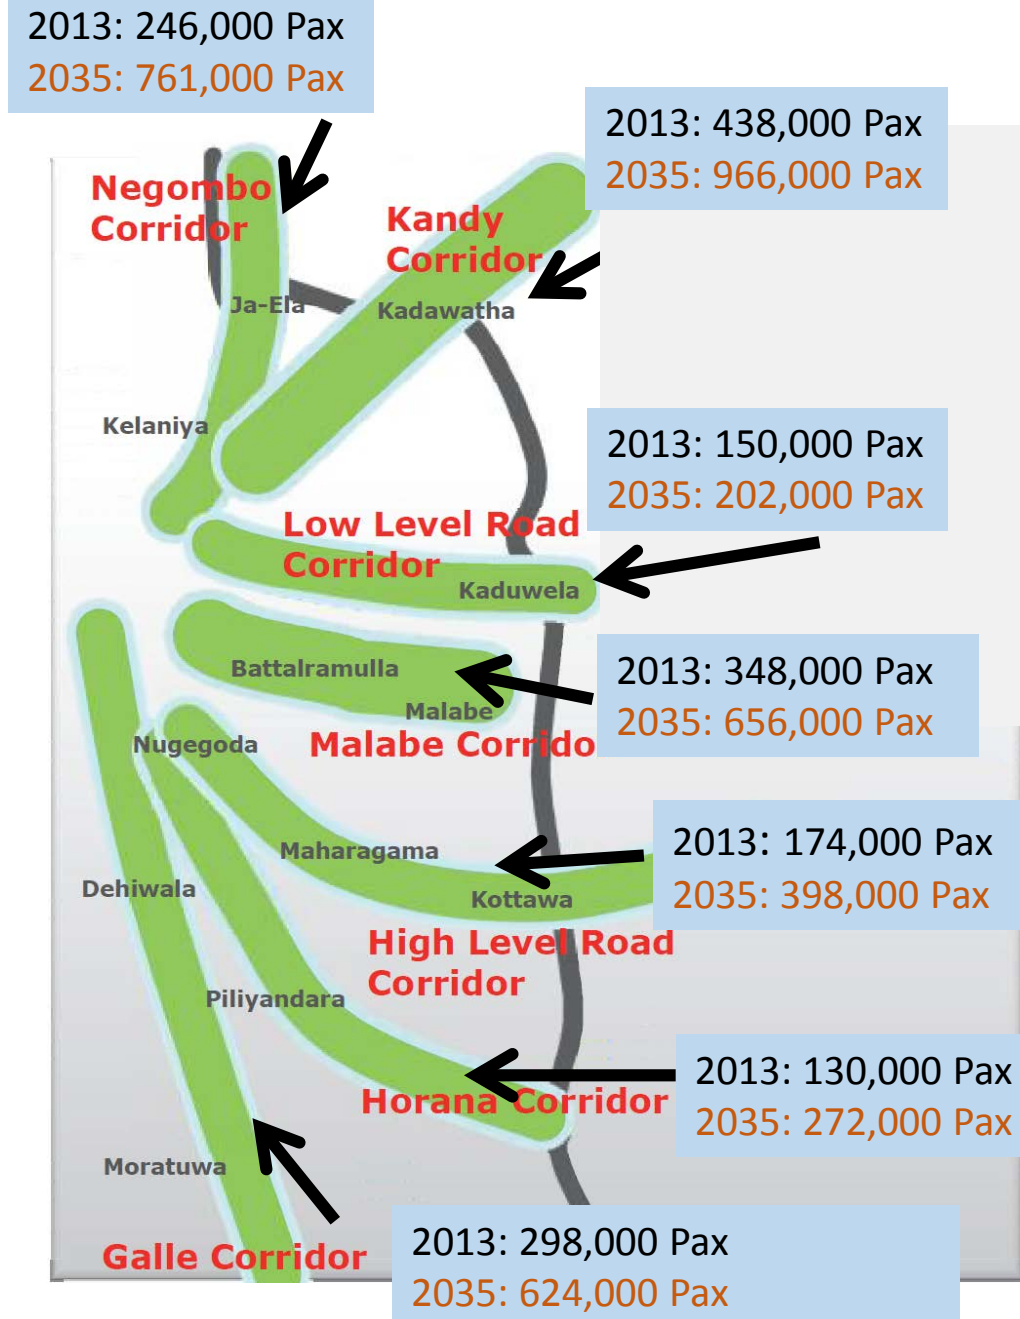 2013: 246,000 Pax
2035: 761,000 Pax
2013: 438,000 Pax
2035: 966,000 Pax
Negombo
Corridor
Kandy
Corridor
Ja-Ela
Kadawatha
Kelaniya
2013: 150,000 Pax
2035: 202,000 Pax
Low Level Road
Corridor
Kaduwela
Battalramulla
Malabe
2013: 348,000 Pax
2035: 656,000 Pax
Nugegoda
Malabe Corrido
Maharagama
Dehiwala
Kottawa
2013: 174,000 Pax
2035: 398,000 Pax
High Level Road
Corridor
Piliyandara
Horana Corridor
2013: 130,000 Pax
2035: 272,000 Pax
Moratuwa
Galle Corridor
2013: 298,000 Pax
2035: 624,000 Pax